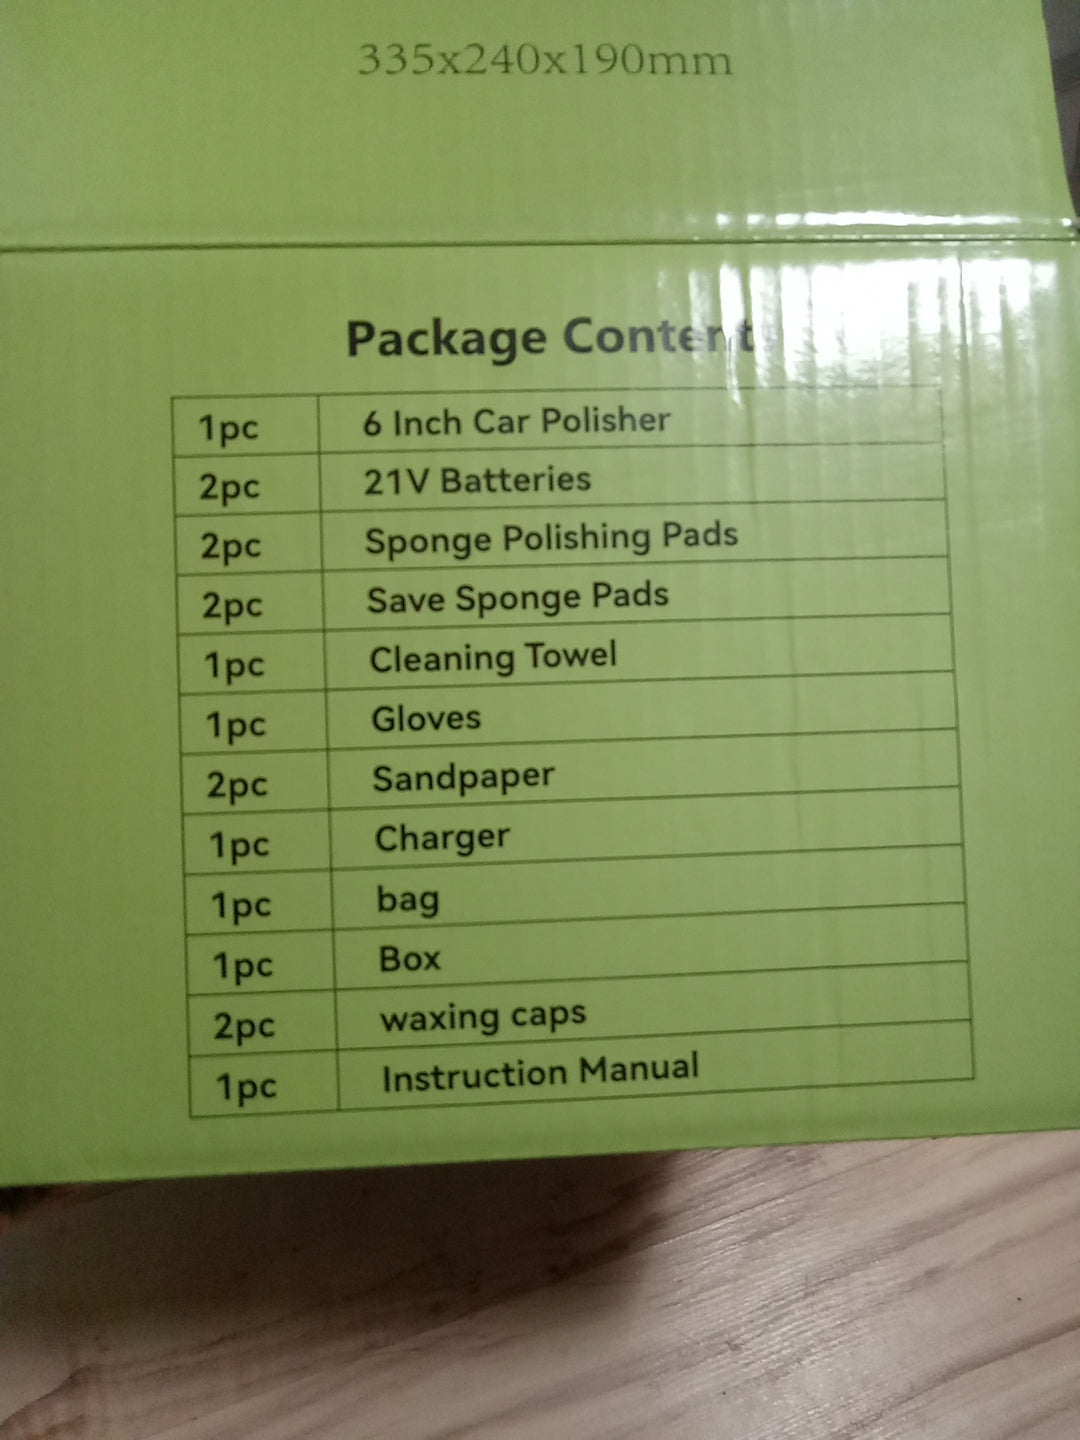 335x240x190mm
Package Content
1pc 6 Inch Car Polisher
2pc 21V Batteries
2pc Sponge Polishing Pads
2pc Save Sponge Pads
1pc Cleaning Towel
1pc Gloves
2pc Sandpaper
1pc Charger
1pc bag
1pc Box
2pc waxing caps
1pc Instruction Manual